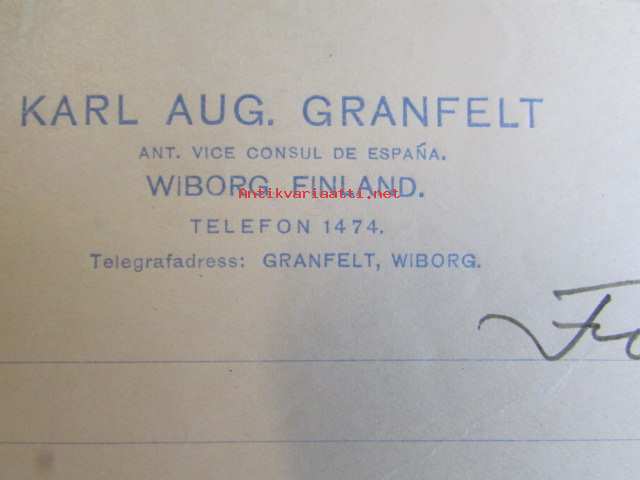 KARL AUG. GRANFELT
ANT. VICE CONSUL DE ESPAÑA.
WIBORG, FINLAND.
Antikvariaatti.net
TELEFON 1474.
Telegrafadress: GRANFELT, WIBORG.